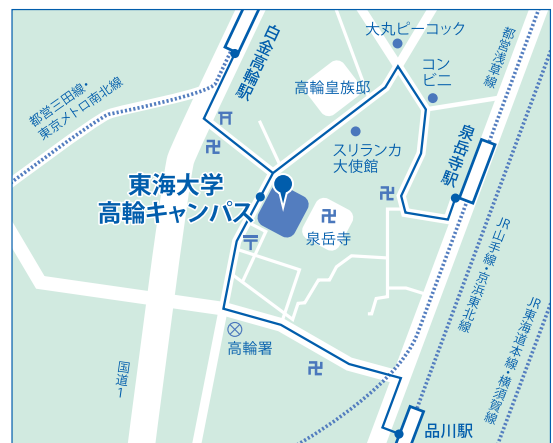 大丸ピーコック
コン
ビニ
都営浅草線
白金高輪駅
高輪皇族邸
都営三田線・
東京メトロ南北線
スリランカ
大使館
泉岳寺駅
東海大学
高輪キャンパス
泉岳寺
JR山手線・京浜東北線
JR東海道本線・横須賀線
高輪署
国道1
品川駅